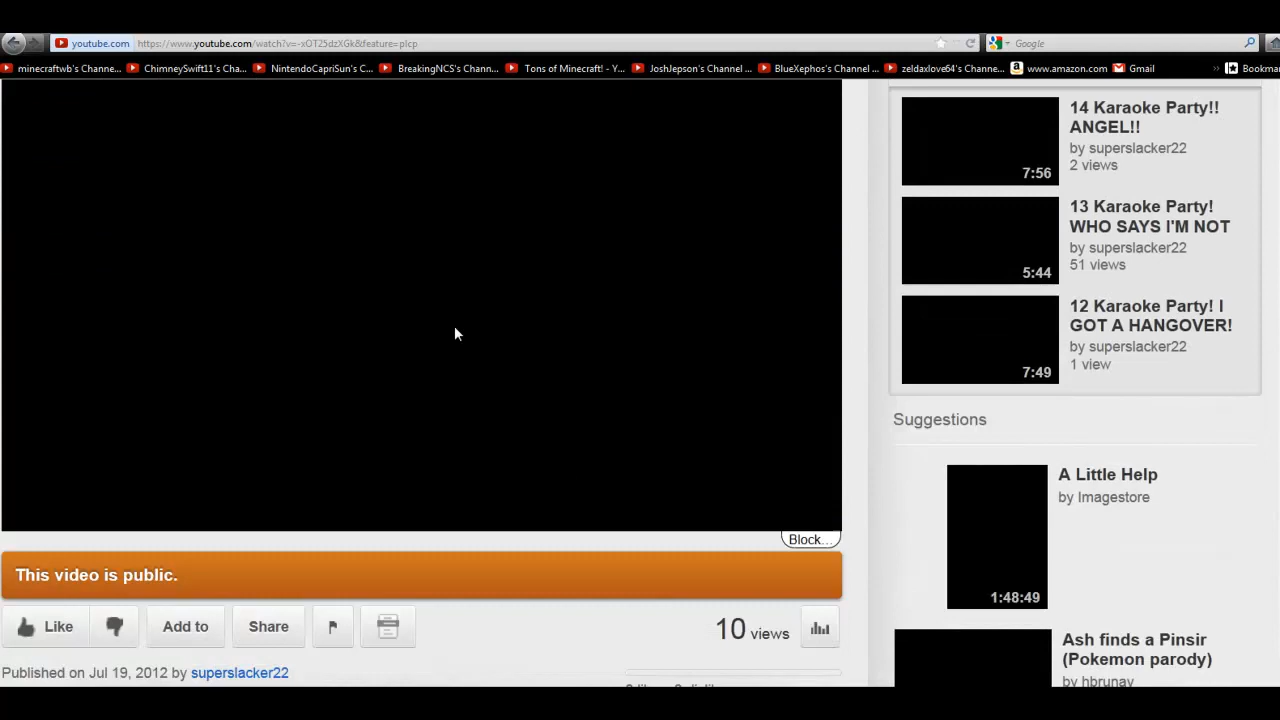 youtube.com https://www.youtube.com/watch?v=-xOT25dzXGk&feature=plcp Google
minecraftwb's Channe... ChimneySwift11's Cha... NintendoCapriSun's C... BreakingNCS's Chann... Tons of Minecraft! - Y... JoshJepson's Channel ... BlueXephos's Channel ... zeldaxlove64's Channe... www.amazon.com Gmail » Bookmar
14 Karaoke Party!!
ANGEL!!
by superslacker22
2 views
7:56
13 Karaoke Party!
WHO SAYS I'M NOT
by superslacker22
51 views
5:44
12 Karaoke Party! I
GOT A HANGOVER!
by superslacker22
1 view
7:49
Suggestions
A Little Help
by Imagestore
1:48:49
Block...
This video is public.
Like Add to Share 10 views
Ash finds a Pinsir
(Pokemon parody)
by hbrunav
Published on Jul 19, 2012 by superslacker22